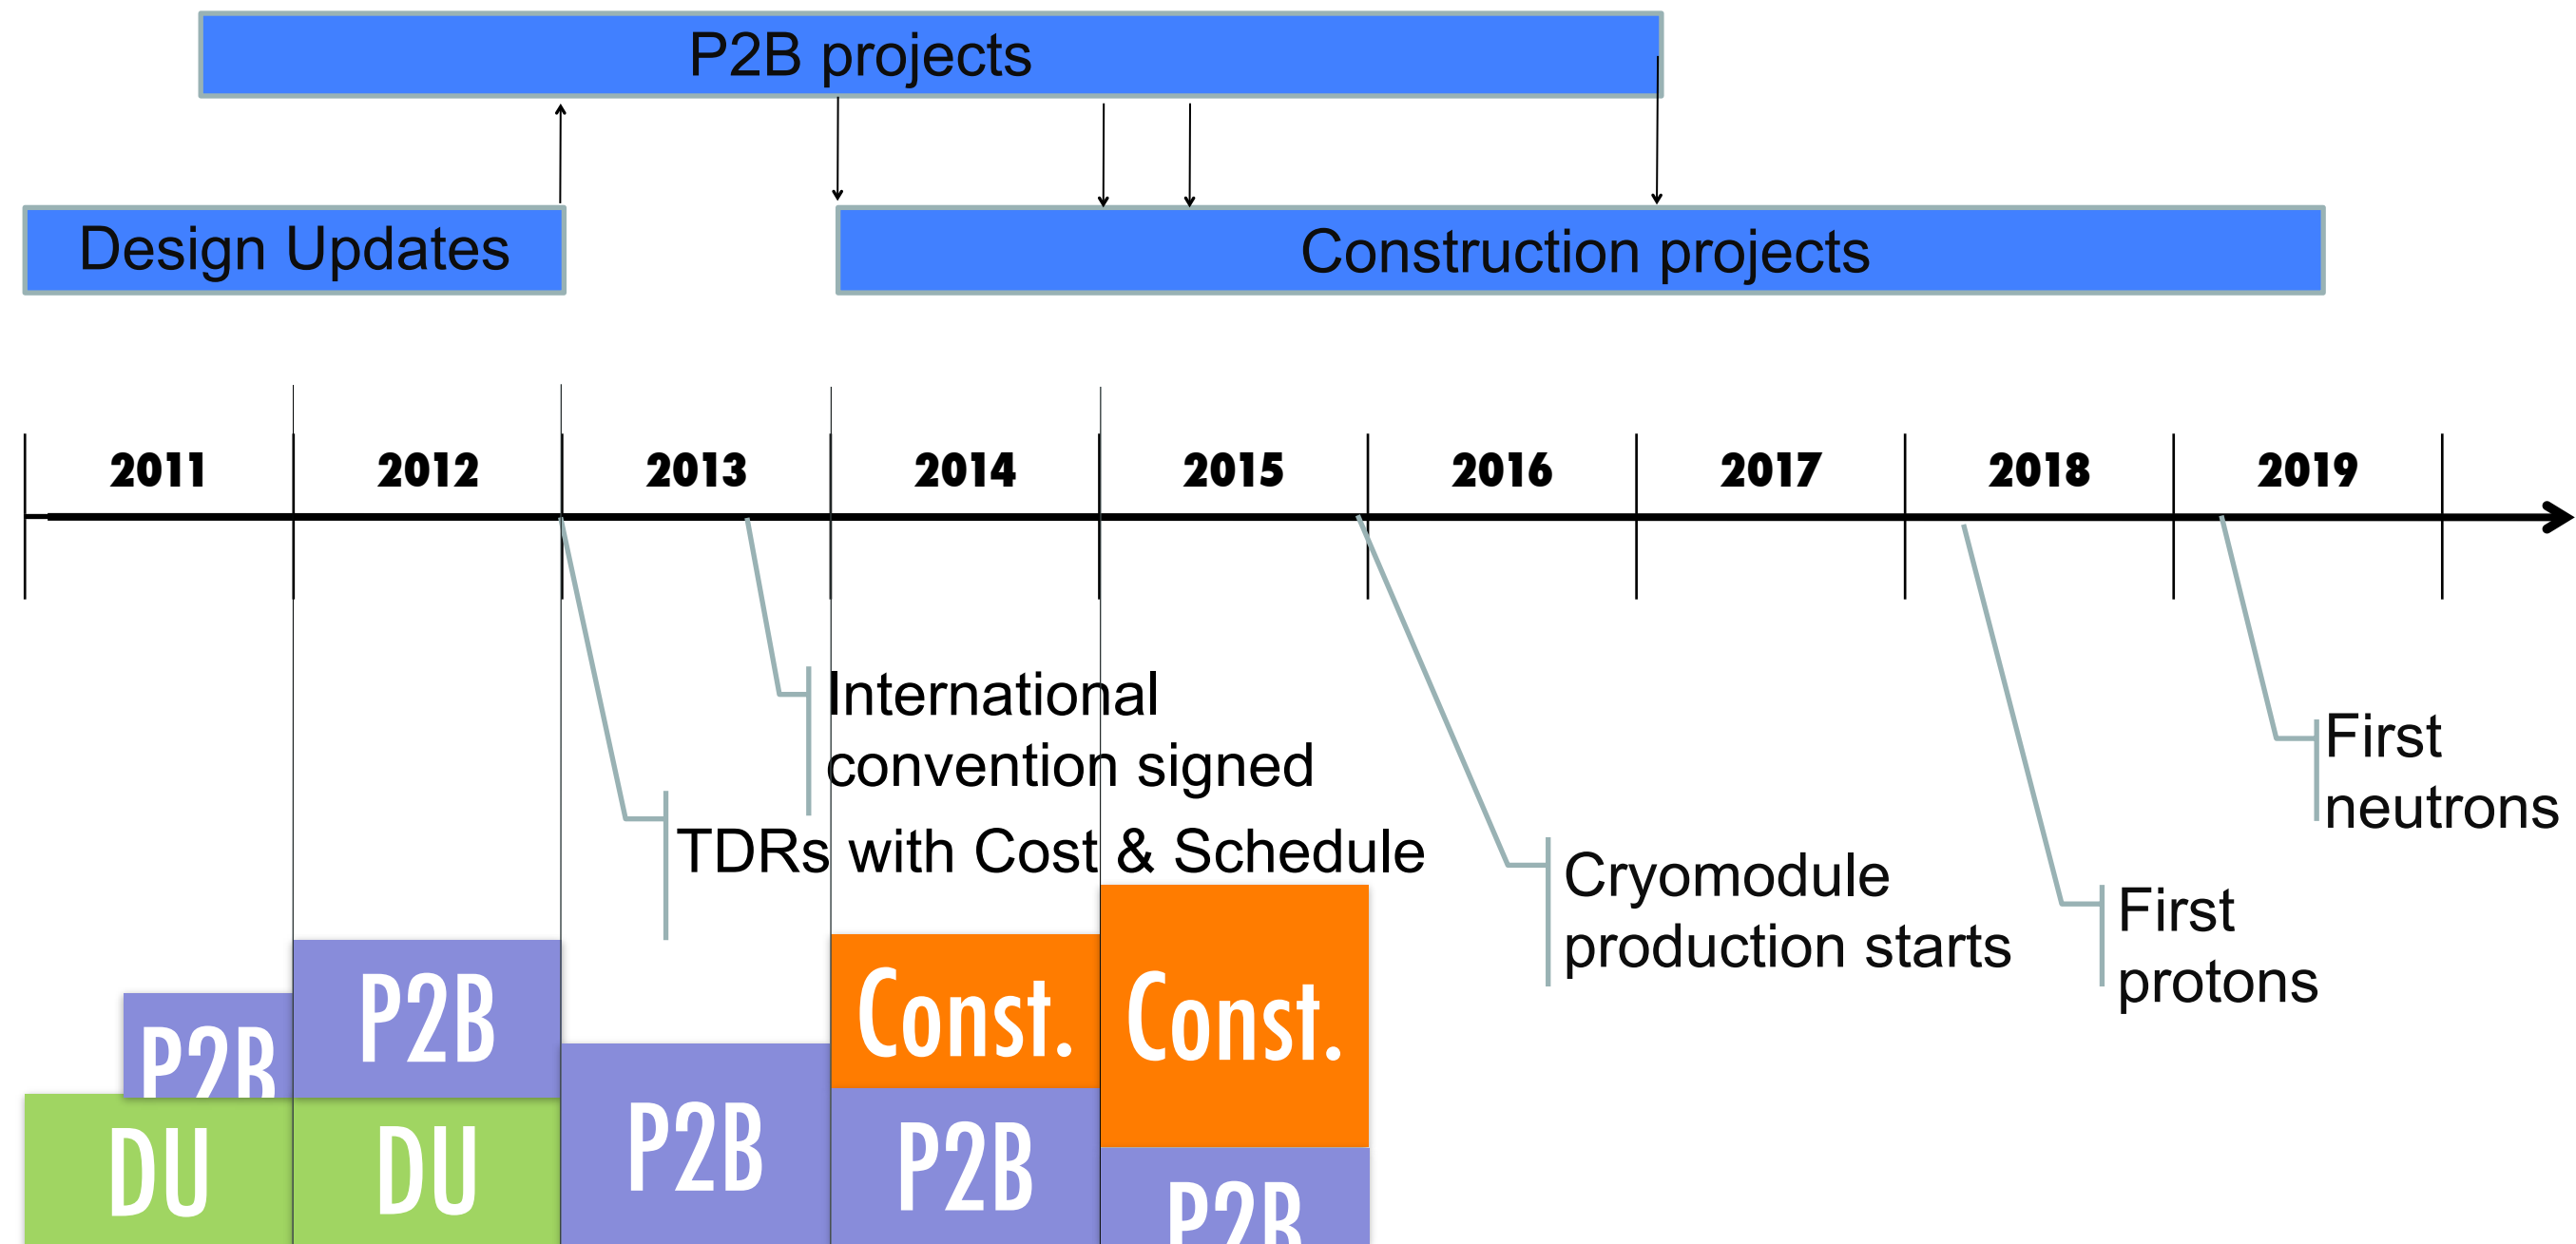 P2B projects
Design Updates
Construction projects
2011 2012 2013 2014 2015 2016 2017 2018 2019
International
convention signed
TDRs with Cost & Schedule
Cryomodule
production starts
First
protons
First
neutrons
P2B
P2B
Const.
Const.
DU
DU
P2B
P2B
P2B